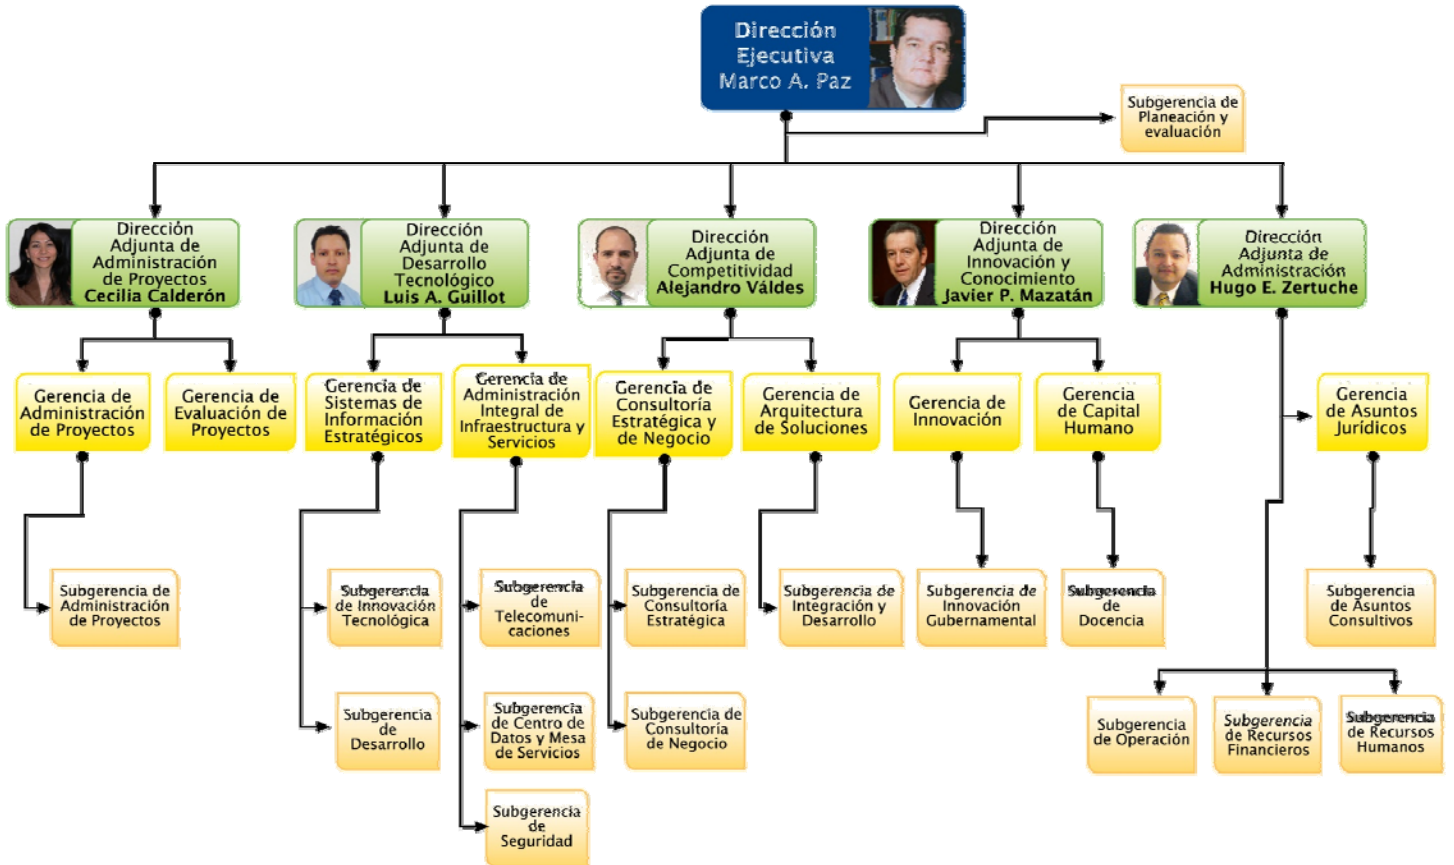 Dirección
Ejecutiva
Marco A. Paz
Subgerencia de
Planeación y
evaluación
Dirección
Adjunta de
Administración
de Proyectos
Cecilia Calderón
Dirección
Adjunta de
Desarrollo
Tecnológico
Luis A. Guillot
Dirección
Adjunta de
Competitividad
Alejandro Váldes
Dirección
Adjunta de
Innovación y
Conocimiento
Javier P. Mazatán
Dirección
Adjunta de
Administración
Hugo E. Zertuche
Gerencia de
Administración
de Proyectos
Gerencia de
Evaluación de
Proyectos
Gerencia de
Sistemas de
Información
Estratégicos
Gerencia de
Administración
Integral de
Infraestructura y
Servicios
Gerencia de
Consultoría
Estratégica y
de Negocio
Gerencia de
Arquitectura
de Soluciones
Gerencia de
Innovación
Gerencia
de Capital
Humano
Gerencia
de Asuntos
Jurídicos
Subgerencia de
Administración
de Proyectos
Subgerencia
de Innovación
Tecnológica
Subgerencia
de
Telecomuni-
caciones
Subgerencia de
Consultoría
Estratégica
Subgerencia de
Integración y
Desarrollo
Subgerencia de
Innovación
Gubernamental
Subgerencia
de
Docencia
Subgerencia
de Asuntos
Consultivos
Subgerencia
de
Desarrollo
Subgerencia
de Centro de
Datos y Mesa
de Servicios
Subgerencia de
Consultoría
de Negocio
Subgerencia
de Operación
Subgerencia
de Recursos
Financieros
Subgerencia
de Recursos
Humanos
Subgerencia
de
Seguridad